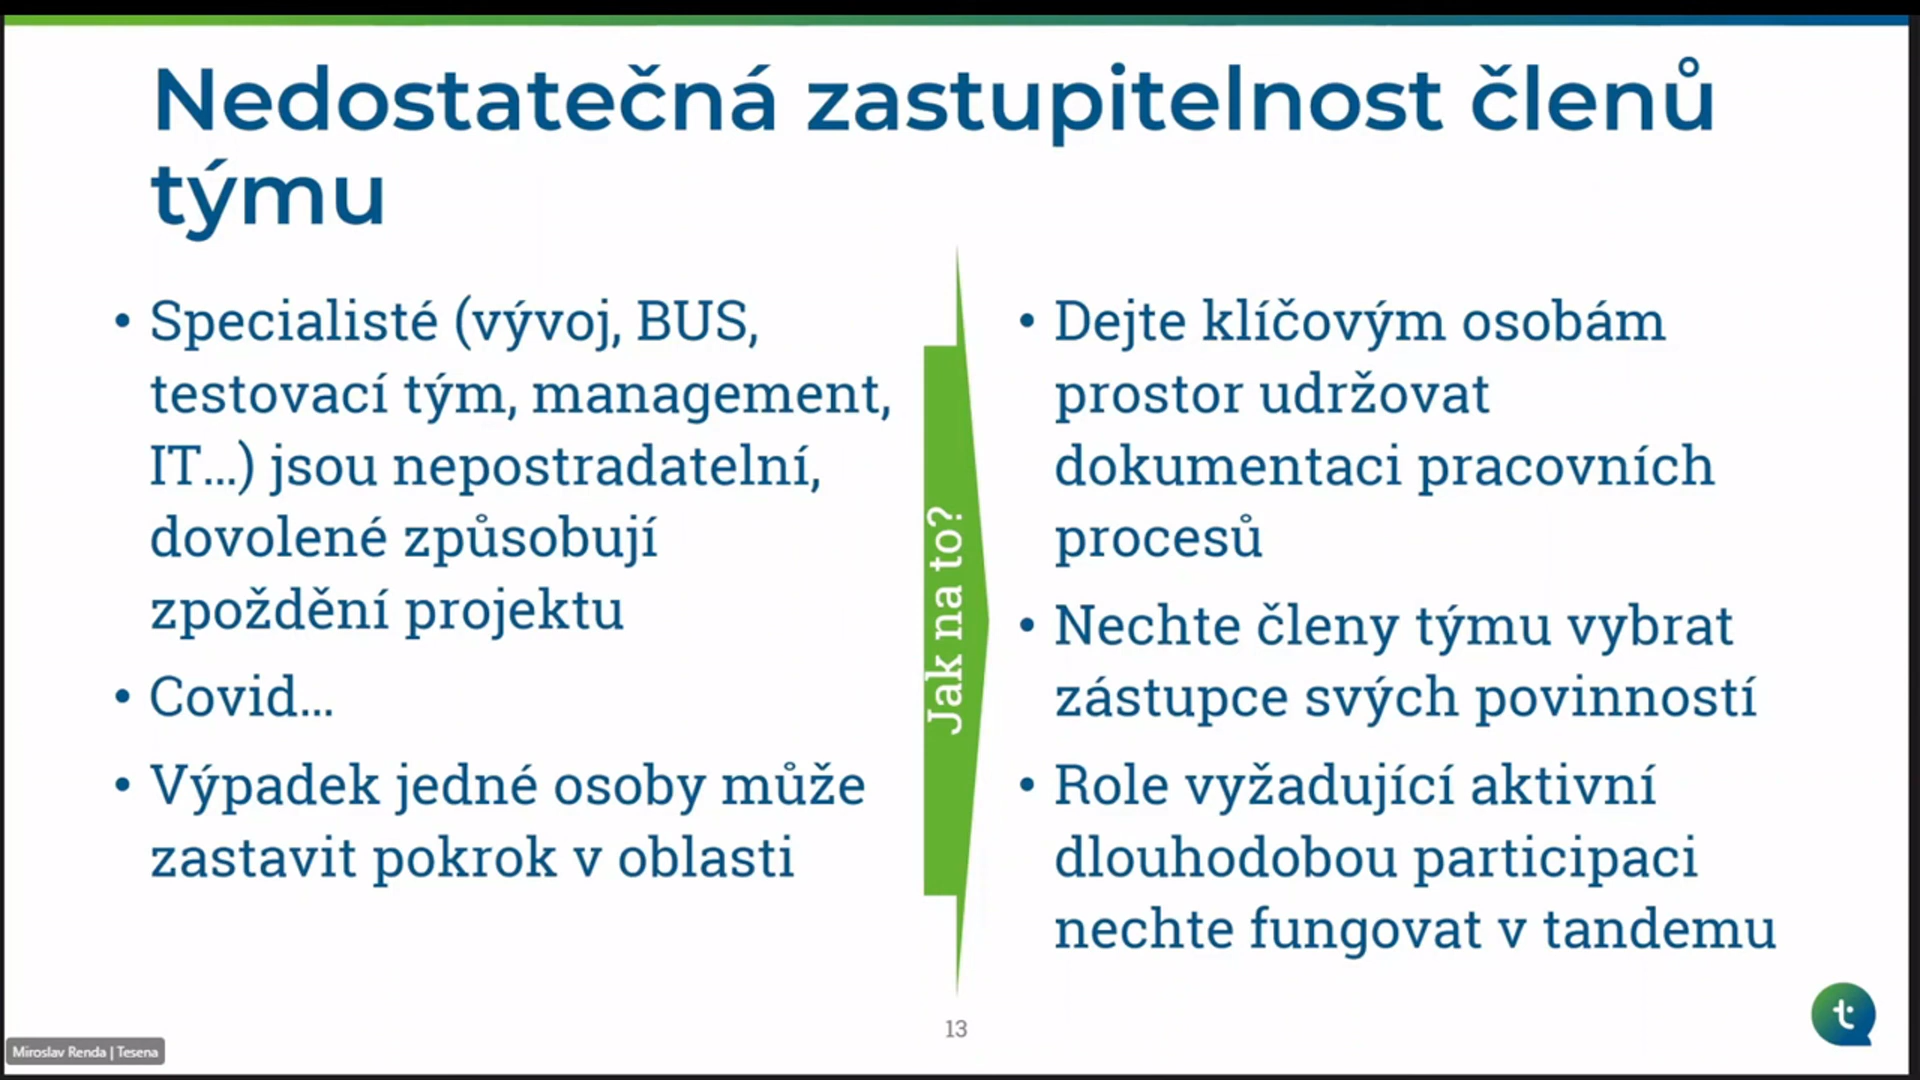 Nedostatečná zastupitelnost členů
týmu
• Specialisté (vývoj, BUS,
testovací tým, management,
IT...) jsou nepostradatelní,
dovolené způsobují
zpoždění projektu
• Covid...
• Výpadek jedné osoby může
zastavit pokrok v oblasti
Jak na to?
• Dejte klíčovým osobám
prostor udržovat
dokumentaci pracovních
procesů
• Nechte členy týmu vybrat
zástupce svých povinností
• Role vyžadující aktivní
dlouhodobou participaci
nechte fungovat v tandemu
13
t
Miroslav Renda | Tesena